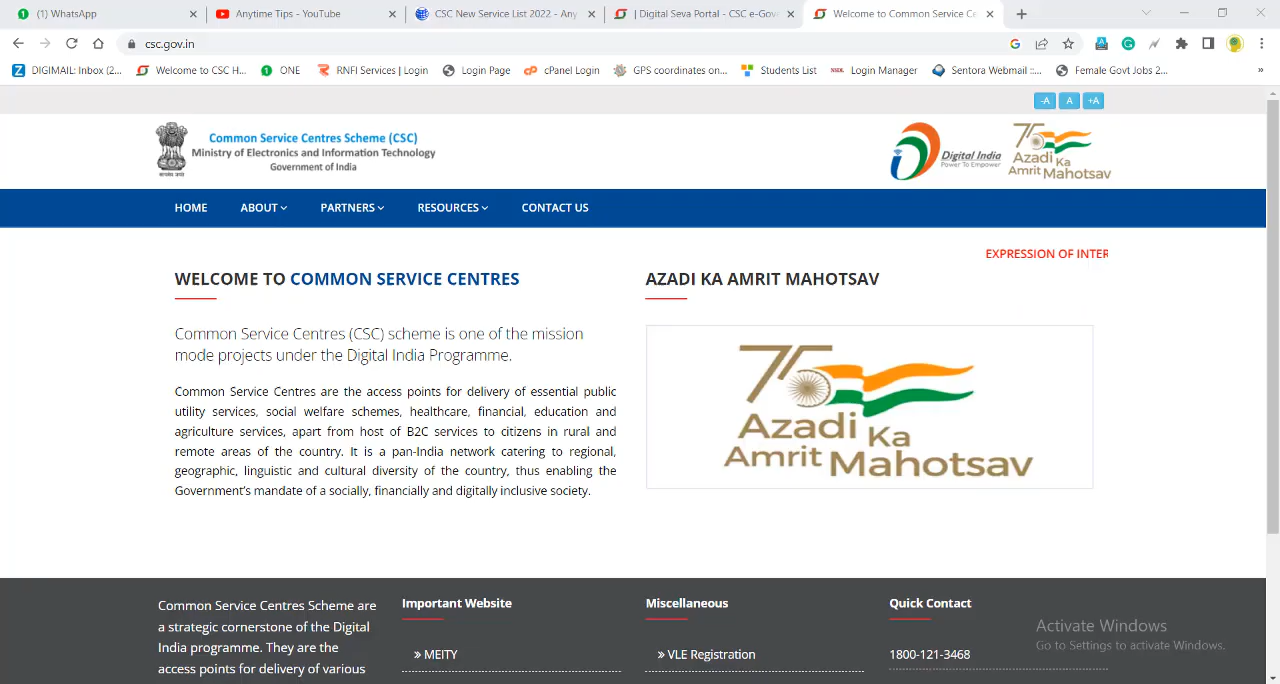 (1) WhatsApp
Anytime Tips - YouTube
CSC New Service List 2022 - Any
| Digital Seva Portal - CSC e-Gov
Welcome to Common Service Ce
csc.gov.in
DIGIMAIL: Inbox (2...
Welcome to CSC H...
ONE
RNFI Services | Login
Login Page
cPanel Login
GPS coordinates on...
Students List
Login Manager
Sentora Webmail ::...
Female Govt Jobs 2...
-A
A
+A
Common Service Centres Scheme (CSC)
Ministry of Electronics and Information Technology
Government of India
Digital India
Power To Empower
75
Azadi Ka
Amrit Mahotsav
HOME
ABOUT
PARTNERS
RESOURCES
CONTACT US
EXPRESSION OF INTER
WELCOME TO COMMON SERVICE CENTRES
Common Service Centres (CSC) scheme is one of the mission
mode projects under the Digital India Programme.
Common Service Centres are the access points for delivery of essential public
utility services, social welfare schemes, healthcare, financial, education and
agriculture services, apart from host of B2C services to citizens in rural and
remote areas of the country. It is a pan-India network catering to regional,
geographic, linguistic and cultural diversity of the country, thus enabling the
Government's mandate of a socially, financially and digitally inclusive society.
AZADI KA AMRIT MAHOTSAV
75
Azadi Ka
Amrit Mahotsav
Common Service Centres Scheme are
a strategic cornerstone of the Digital
India programme. They are the
access points for delivery of various
Important Website
» MEITY
Miscellaneous
» VLE Registration
Quick Contact
1800-121-3468
Activate Windows
Go to Settings to activate Windows.